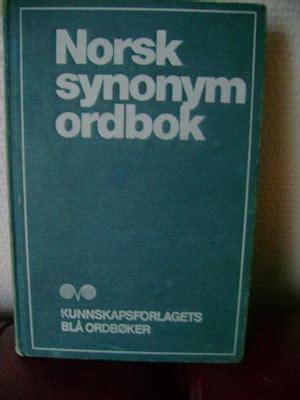 Norsk
synonym
ordbok
KUNNSKAPSFORLAGETS
BLÅ ORDBØKER